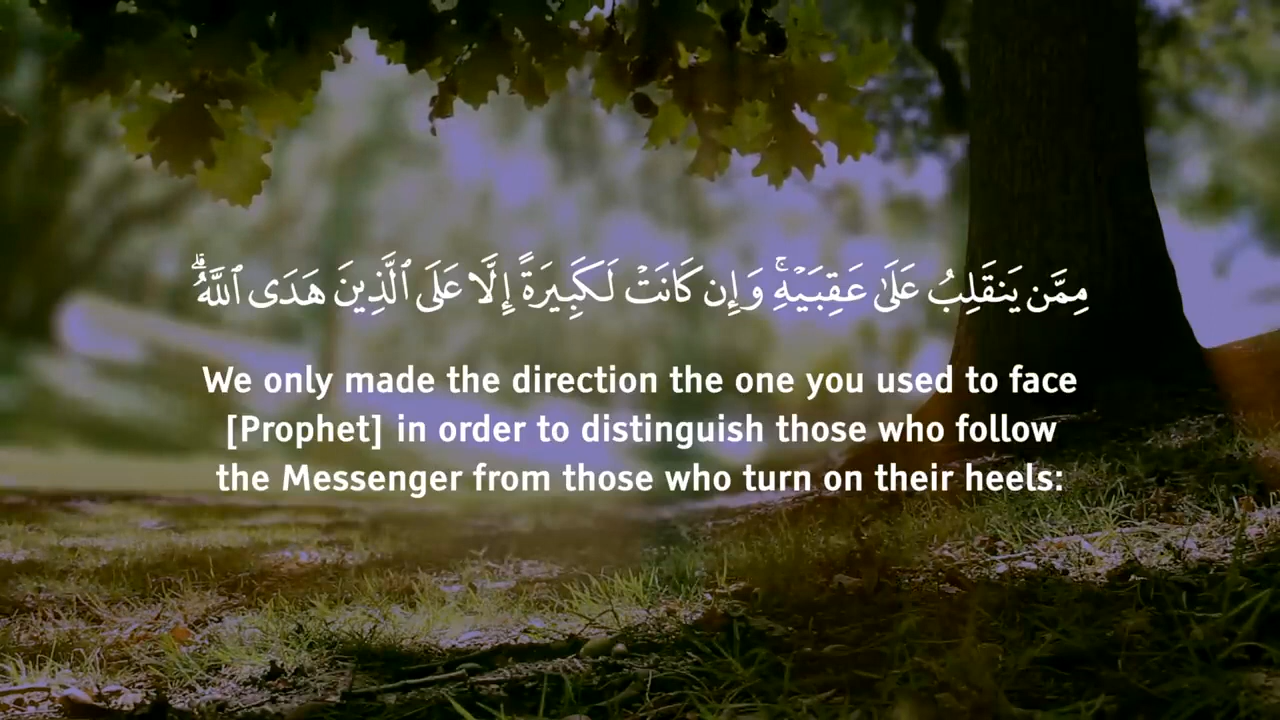 مِمَّن يَنقَلِبُ عَلَىٰ عَقِبَيْهِۚ وَإِن كَانَتْ لَكَبِيرَةً إِلَّا عَلَى ٱلَّذِينَ هَدَى ٱللَّهُۗ
We only made the direction the one you used to face
[Prophet] in order to distinguish those who follow
the Messenger from those who turn on their heels: